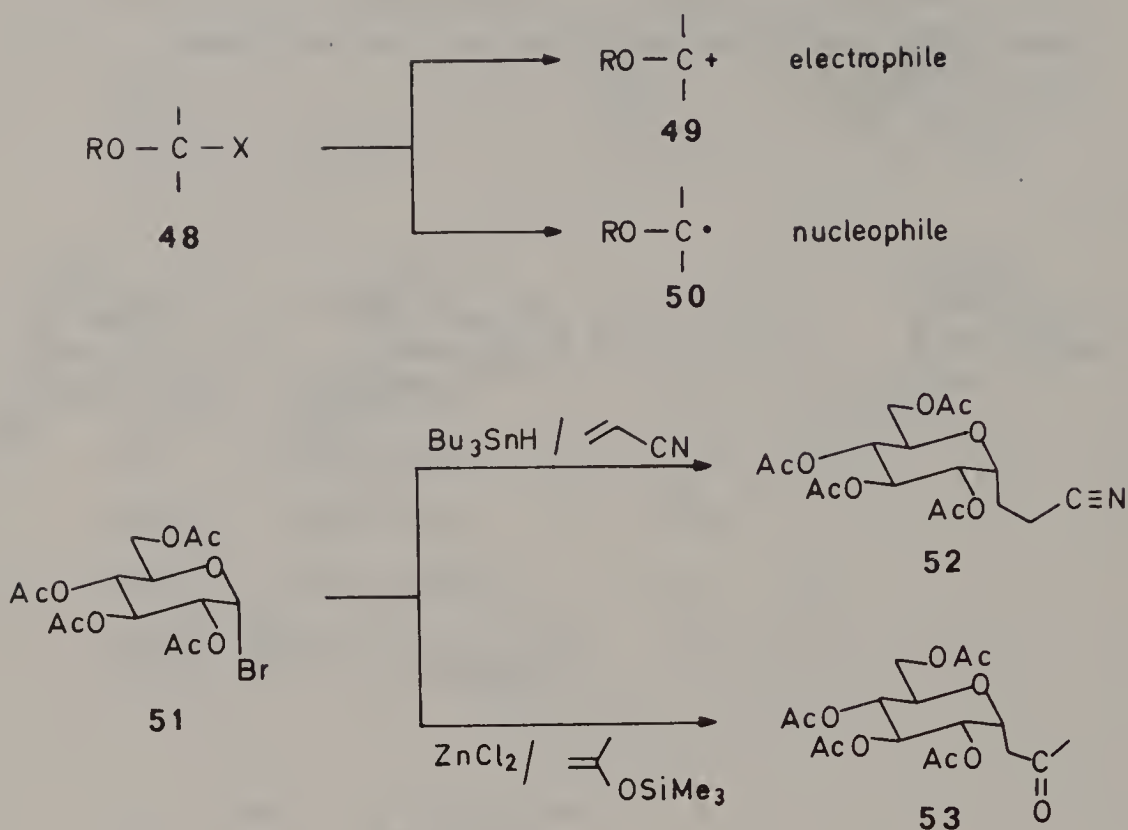 RO — C + electrophile
49
RO — C — X
48
RO — C • nucleophile
50
OAc
Bu3SnH / CN
O
AcO
AcO
AcO
C≡N
52
OAc
O
AcO
AcO
AcO
Br
51
OAc
O
AcO
AcO
AcO
C
O
ZnCl2 /
OSiMe3
53